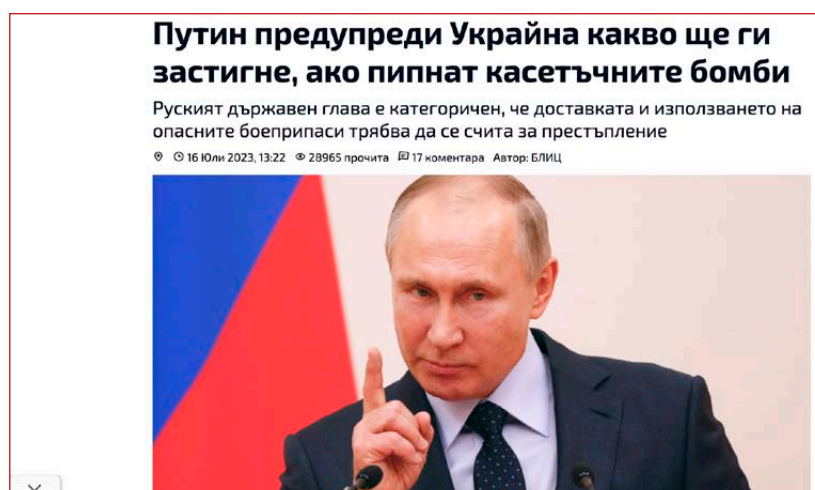 Путин предупреди Украйна какво ще ги
застигне, ако пипнат касетъчните бомби
Руският държавен глава е категоричен, че доставката и използването на
опасните боеприпаси трябва да се счита за престъпление
16 Юли 2023, 13:22 28965 прочита 17 коментара Автор: БЛИЦ